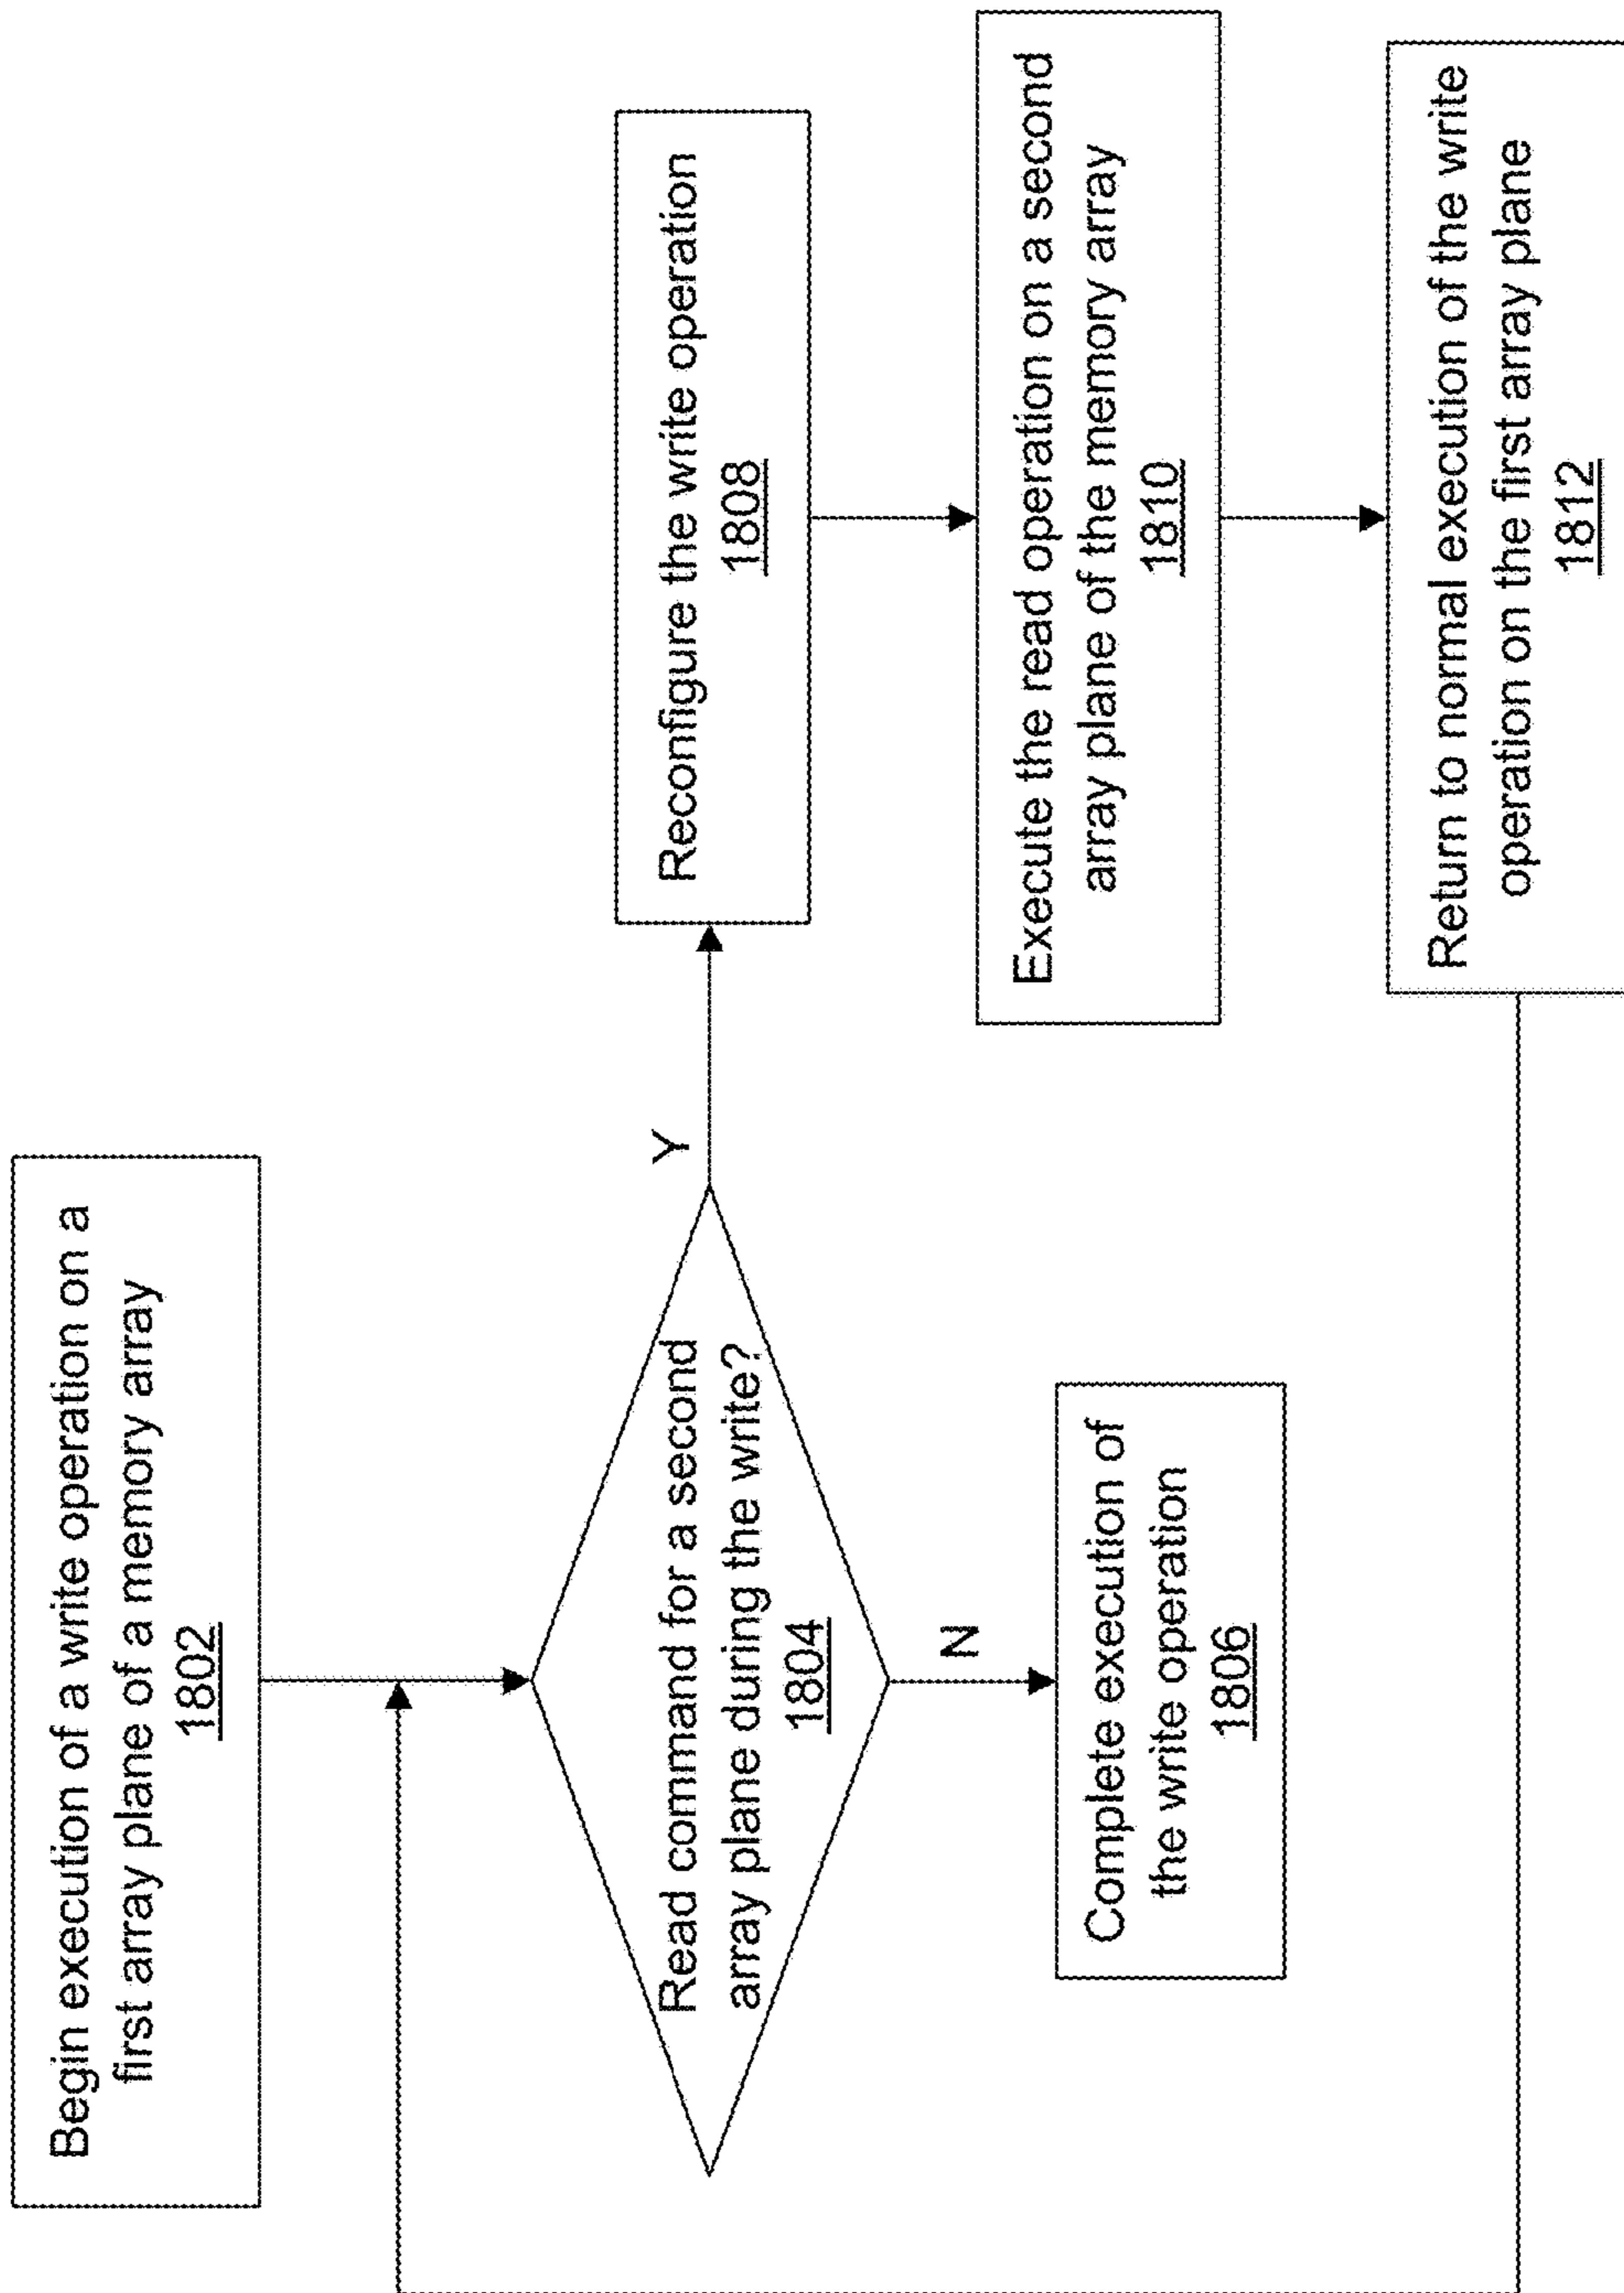 Begin execution of a write operation on a
first array plane of a memory array
1802
Read command for a second
array plane during the write?
1804
Y
N
Complete execution of
the write operation
1806
Reconfigure the write operation
1808
Execute the read operation on a second
array plane of the memory array
1810
Return to normal execution of the write
operation on the first array plane
1812